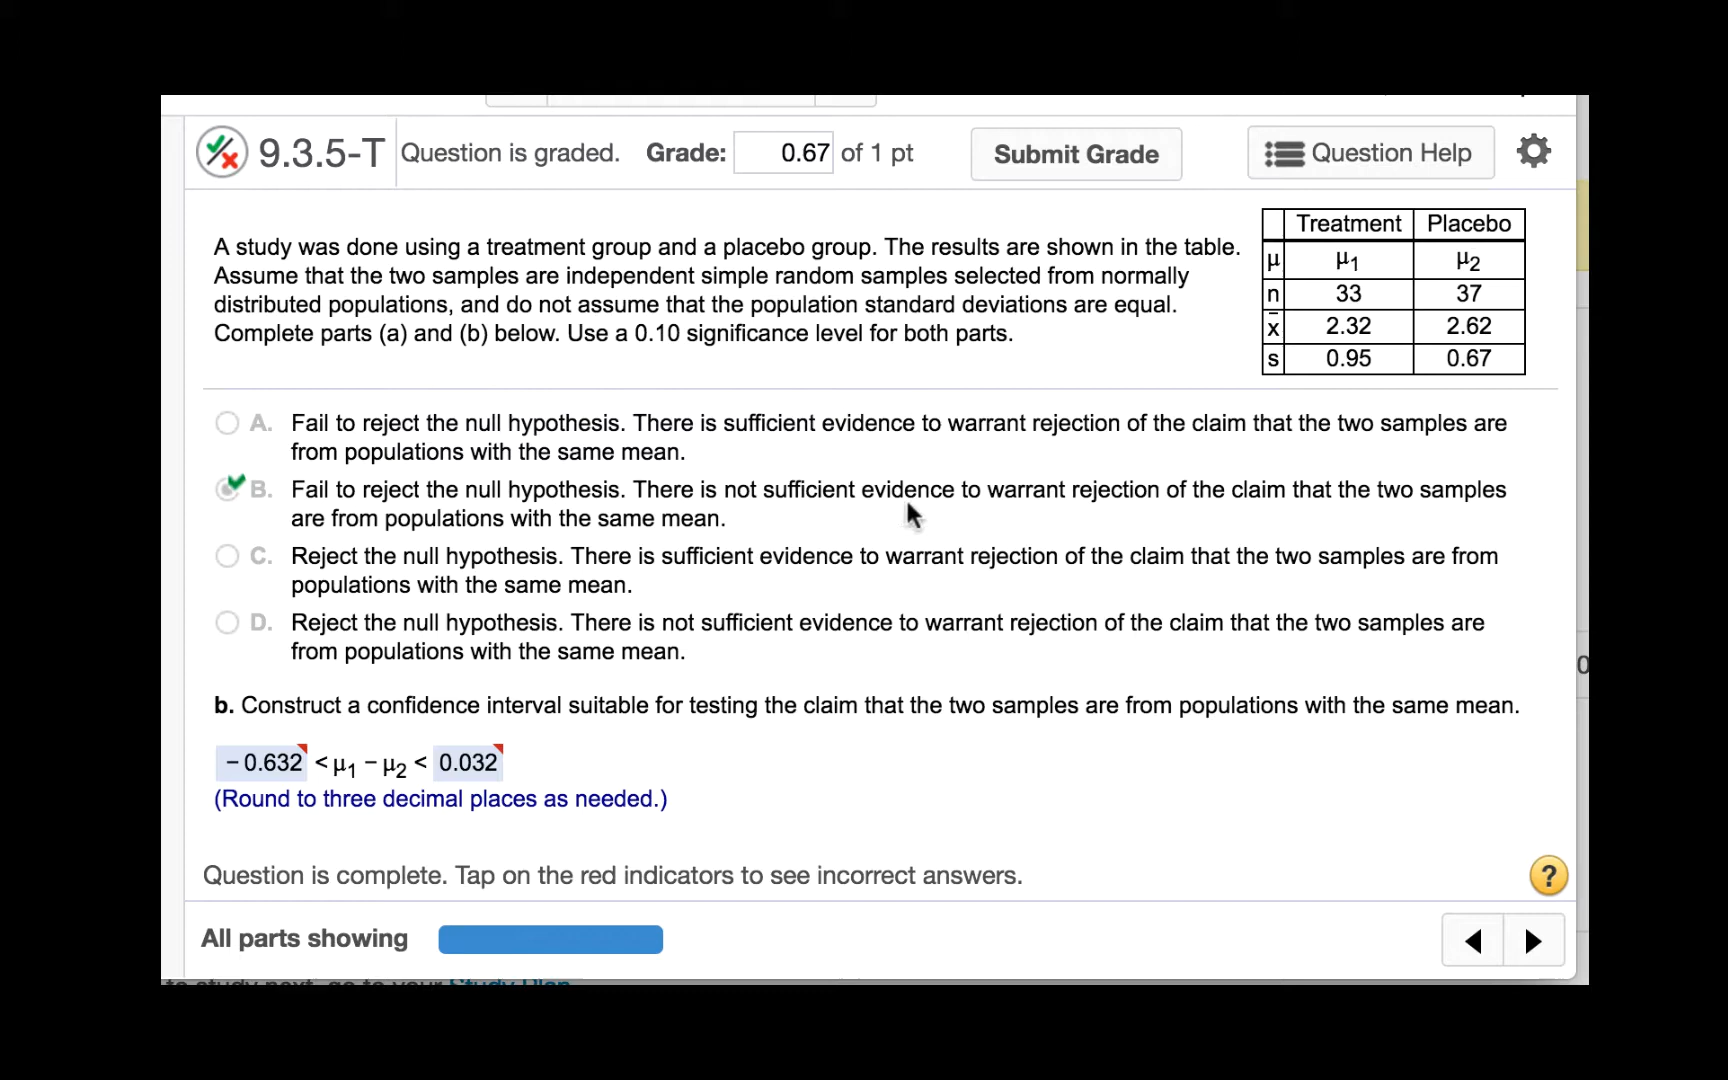 9.3.5-T Question is graded. Grade: 0.67 of 1 pt Submit Grade Question Help
Treatment Placebo
μ μ1 μ2
n 33 37
x̄ 2.32 2.62
s 0.95 0.67
A study was done using a treatment group and a placebo group. The results are shown in the table.
Assume that the two samples are independent simple random samples selected from normally
distributed populations, and do not assume that the population standard deviations are equal.
Complete parts (a) and (b) below. Use a 0.10 significance level for both parts.
A. Fail to reject the null hypothesis. There is sufficient evidence to warrant rejection of the claim that the two samples are
from populations with the same mean.
B. Fail to reject the null hypothesis. There is not sufficient evidence to warrant rejection of the claim that the two samples
are from populations with the same mean.
C. Reject the null hypothesis. There is sufficient evidence to warrant rejection of the claim that the two samples are from
populations with the same mean.
D. Reject the null hypothesis. There is not sufficient evidence to warrant rejection of the claim that the two samples are
from populations with the same mean.
b. Construct a confidence interval suitable for testing the claim that the two samples are from populations with the same mean.
− 0.632 < μ1 − μ2 < 0.032
(Round to three decimal places as needed.)
Question is complete. Tap on the red indicators to see incorrect answers.
?
All parts showing